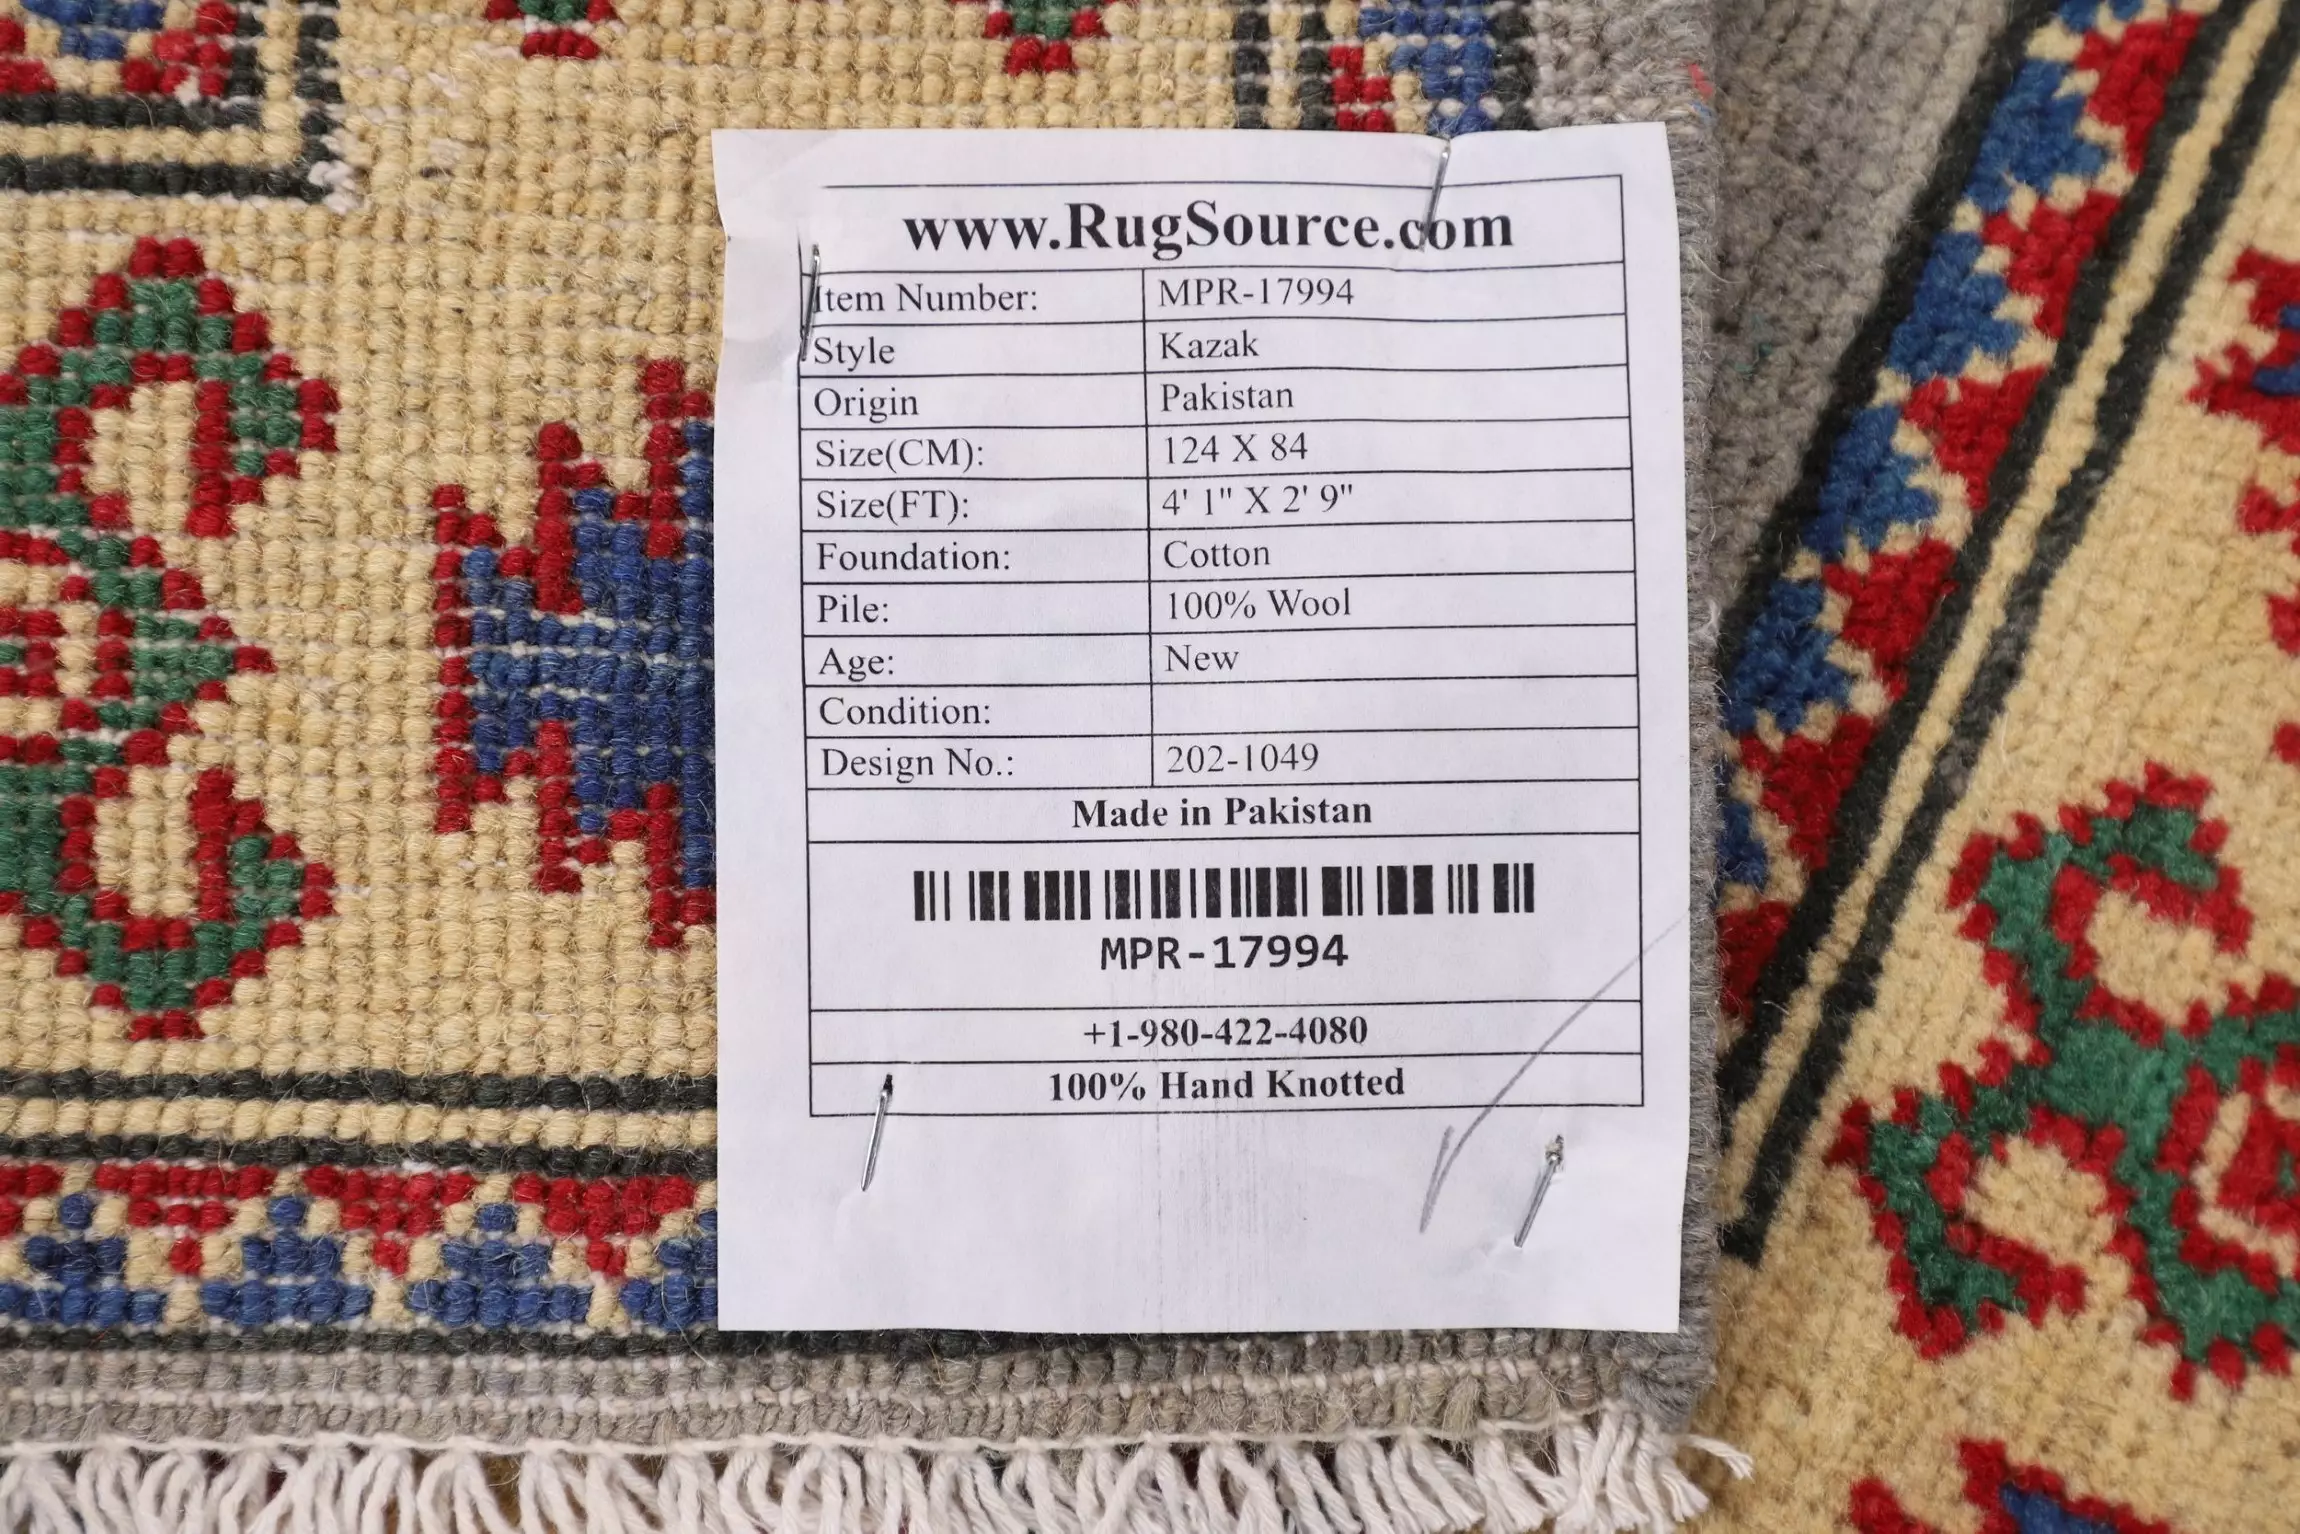 www.RugSource.com
Item Number: MPR-17994
Style Kazak
Origin Pakistan
Size(CM): 124 X 84
Size(FT): 4' 1" X 2' 9"
Foundation: Cotton
Pile: 100% Wool
Age: New
Condition:
Design No.: 202-1049
Made in Pakistan
MPR-17994
+1-980-422-4080
100% Hand Knotted